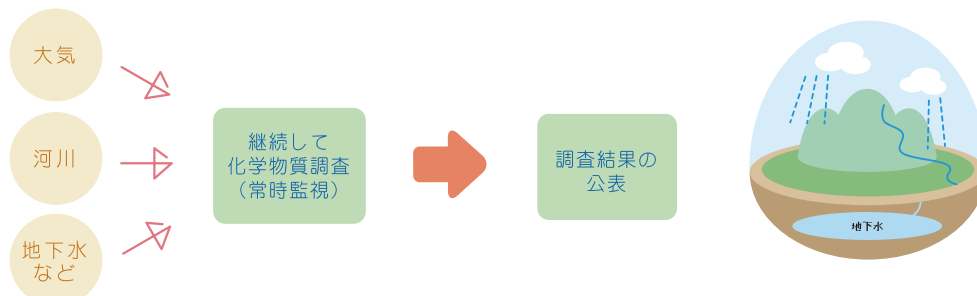 大気
河川
地下水
など
継続して
化学物質調査
（常時監視）
調査結果の
公表
地下水